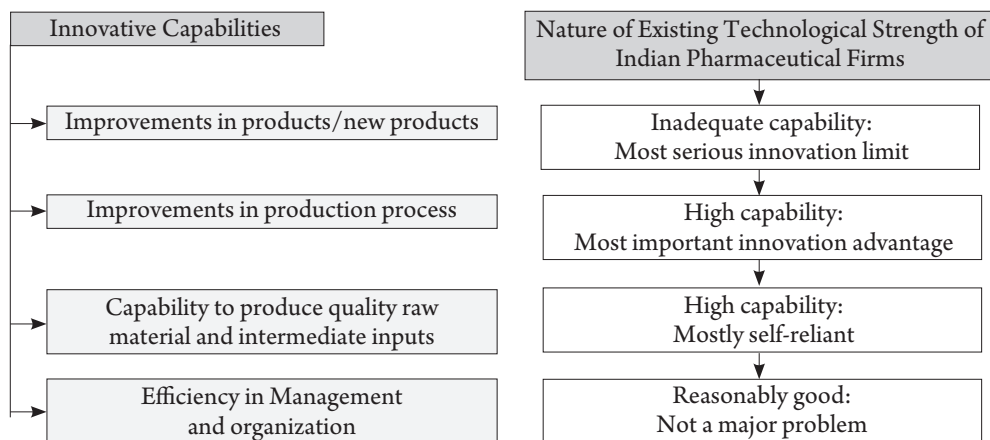 Innovative Capabilities
Nature of Existing Technological Strength of
Indian Pharmaceutical Firms
Improvements in products/new products
Inadequate capability:
Most serious innovation limit
Improvements in production process
High capability:
Most important innovation advantage
Capability to produce quality raw
material and intermediate inputs
High capability:
Mostly self-reliant
Efficiency in Management
and organization
Reasonably good:
Not a major problem